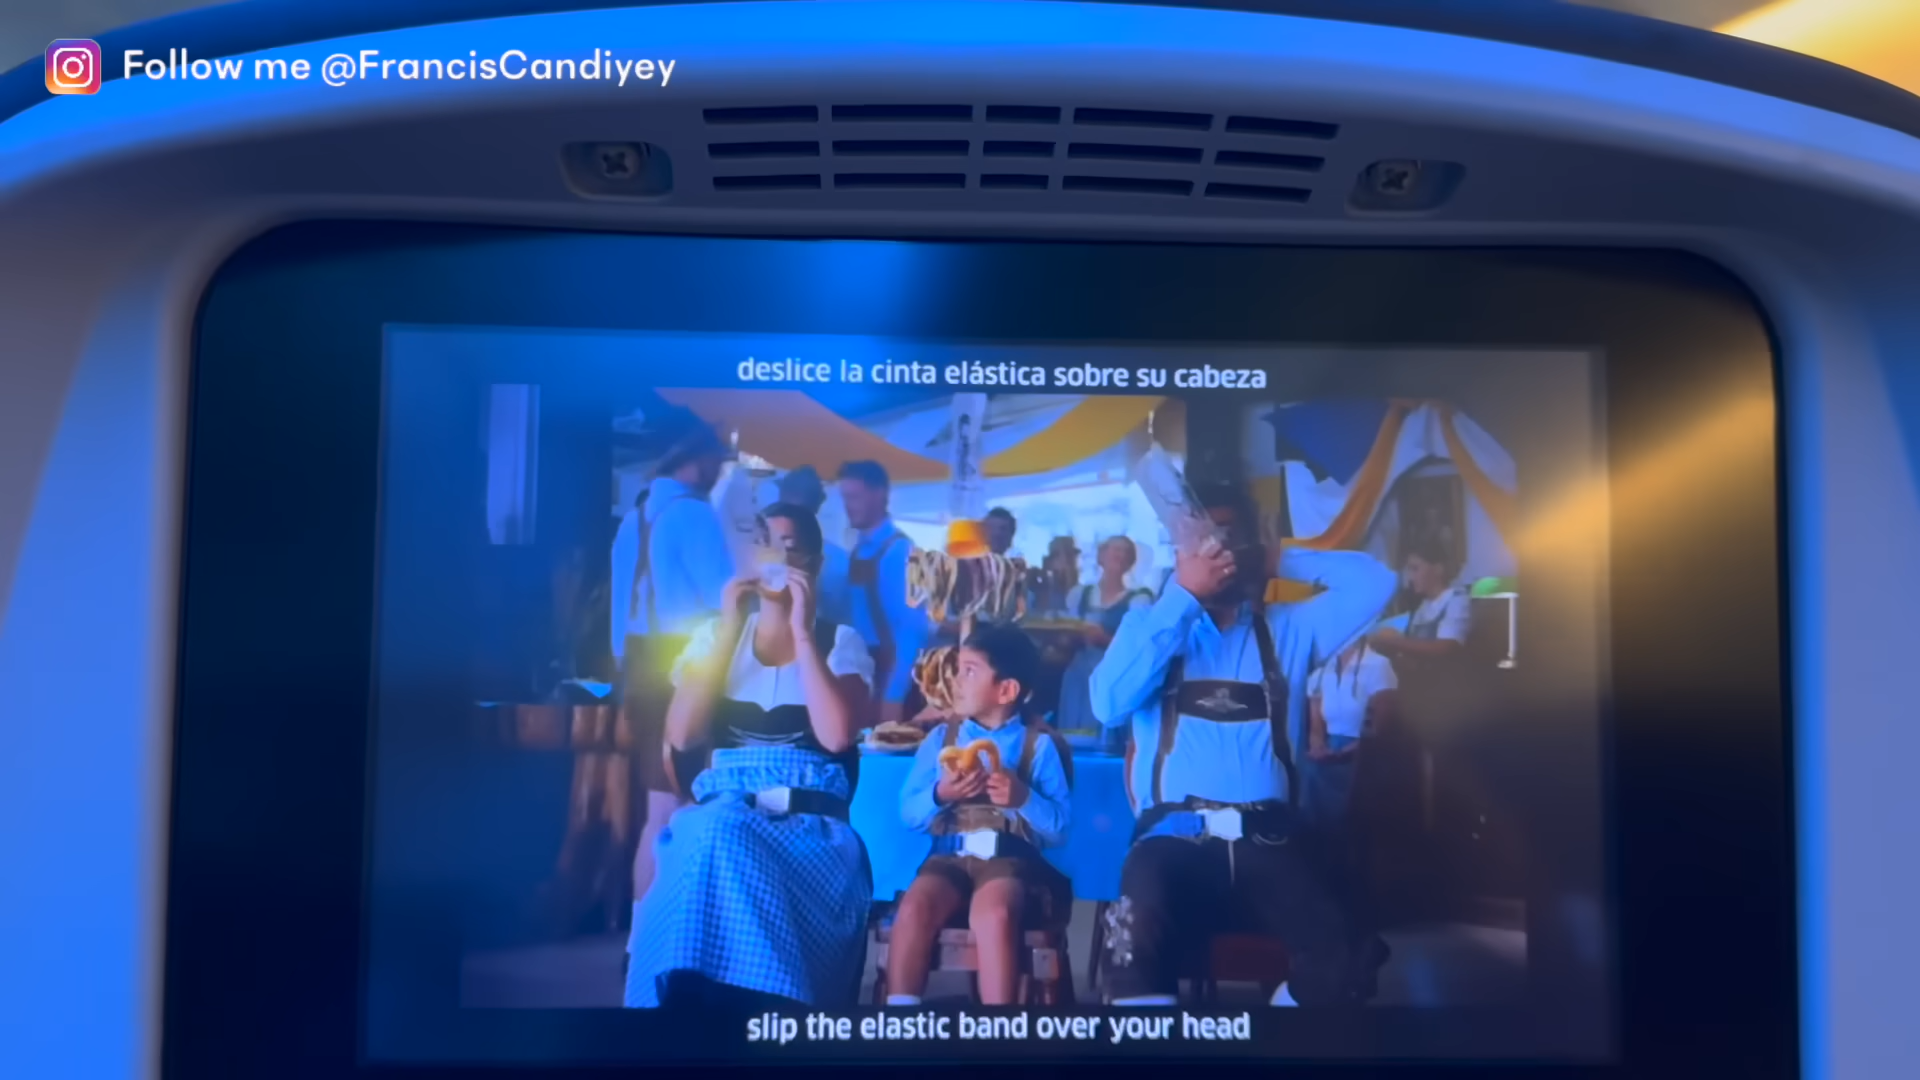 Follow me @FrancisCandiyey
deslice la cinta elástica sobre su cabeza
slip the elastic band over your head